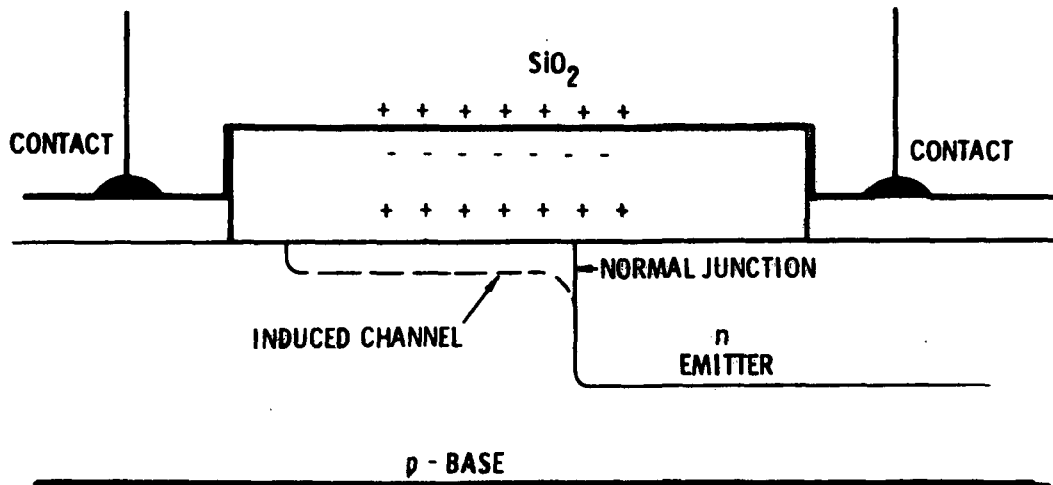 SiO2
+ + + + + + +
CONTACT
- - - - - - -
CONTACT
+ + + + + + +
NORMAL JUNCTION
INDUCED CHANNEL
n
EMITTER
p - BASE